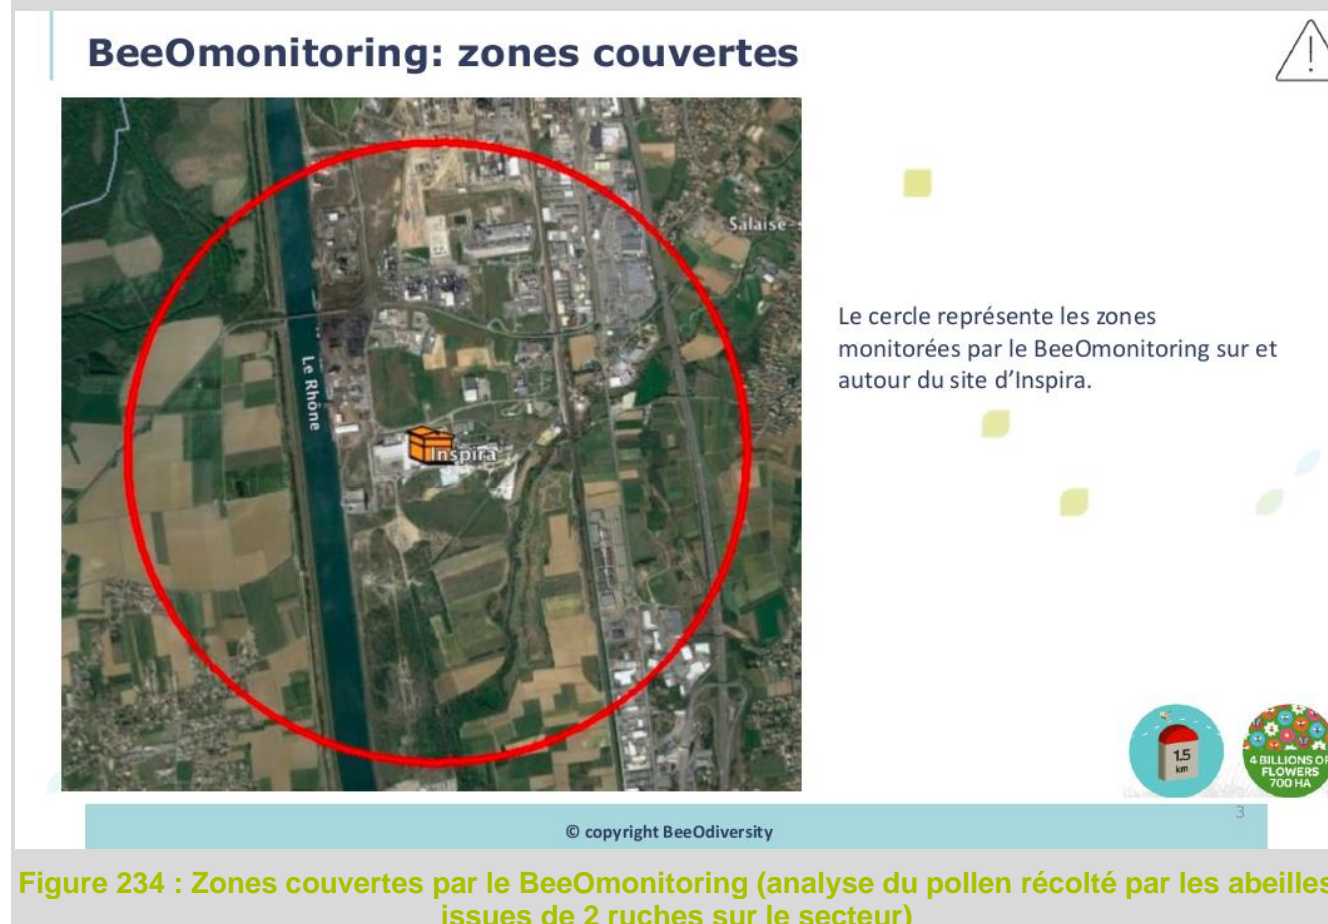 BeeOmonitoring: zones couvertes
Salaise-
Le Rhône
Inspira
Le cercle représente les zones
monitorées par le BeeOmonitoring sur et
autour du site d’Inspira.
1.5
km
4 BILLIONS OF
FLOWERS
700 HA
3
© copyright BeeOdiversity
Figure 234 : Zones couvertes par le BeeOmonitoring (analyse du pollen récolté par les abeilles
issues de 2 ruches sur le secteur)